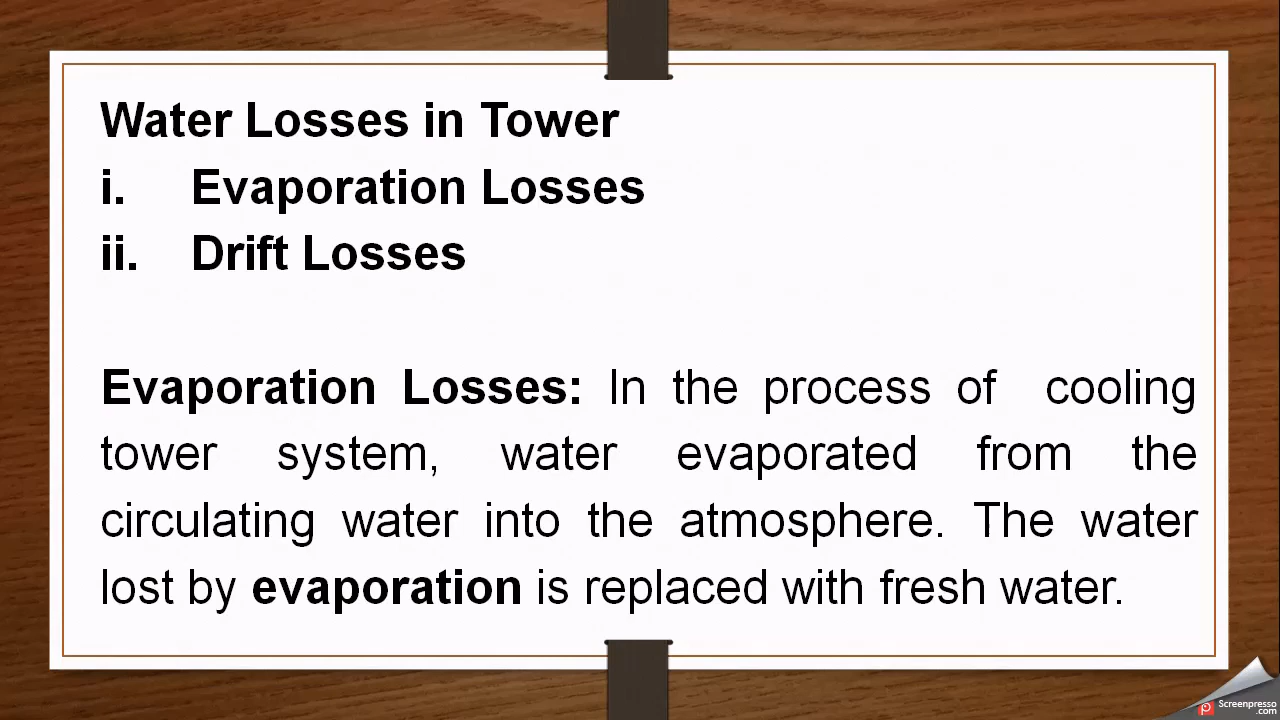 Water Losses in Tower
i. Evaporation Losses
ii. Drift Losses
Evaporation Losses: In the process of cooling
tower system, water evaporated from the
circulating water into the atmosphere. The water
lost by evaporation is replaced with fresh water.
Screenpresso
.com